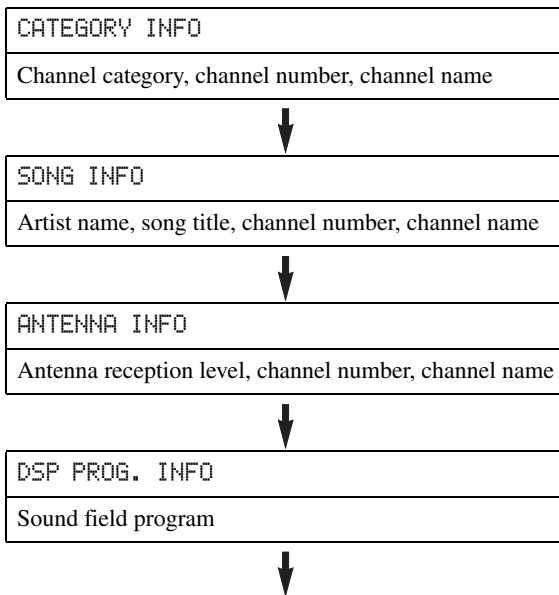 CATEGORY INFO
Channel category, channel number, channel name
SONG INFO
Artist name, song title, channel number, channel name
ANTENNA INFO
Antenna reception level, channel number, channel name
DSP PROG. INFO
Sound field program